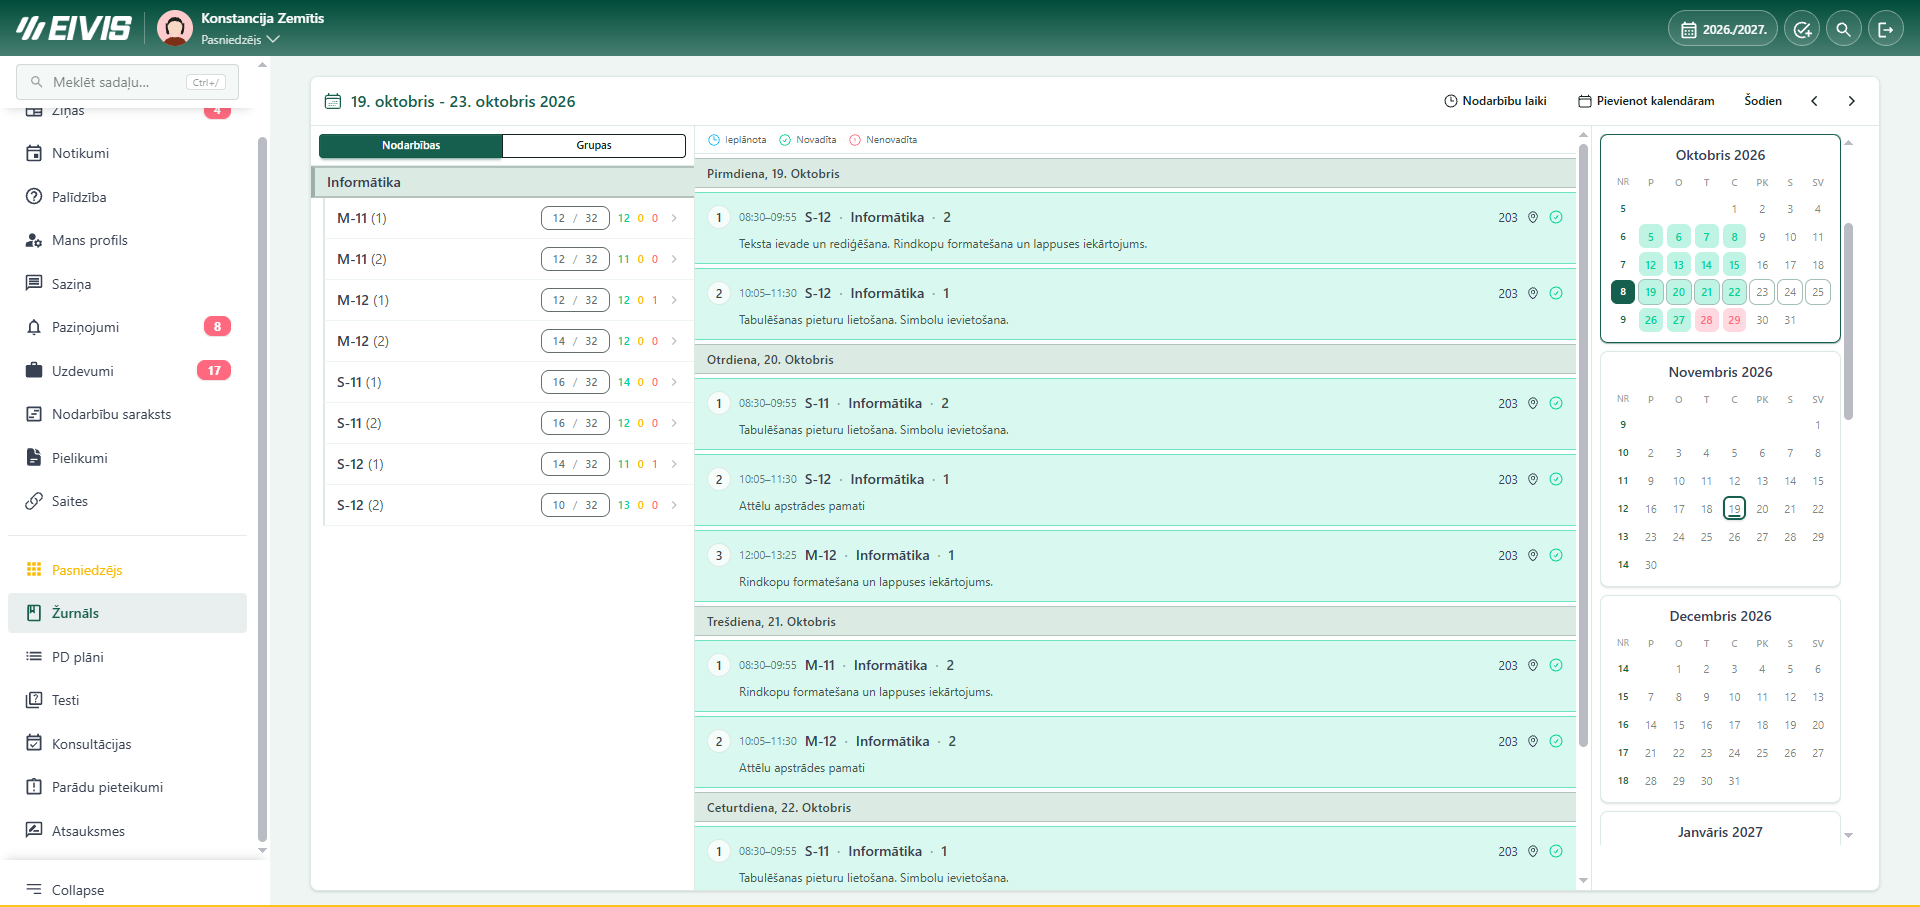 EIVIS
Konstancija Zemītis
Pasniedzējs
2026./2027.
Meklēt sadaļu...
Ctrl+/
Ziņas
4
Notikumi
Palīdzība
Mans profils
Saziņa
Paziņojumi
8
Uzdevumi
17
Nodarbību saraksts
Pielikumi
Saites
Pasniedzējs
Žurnāls
PD plāni
Testi
Konsultācijas
Parādu pieteikumi
Atsauksmes
Collapse
19. oktobris - 23. oktobris 2026
Nodarbību laiki
Pievienot kalendāram
Šodien
Nodarbības
Grupas
Informātika
M-11 (1) 12 / 32 12 0 0
M-11 (2) 12 / 32 11 0 0
M-12 (1) 12 / 32 12 0 1
M-12 (2) 14 / 32 12 0 0
S-11 (1) 16 / 32 14 0 0
S-11 (2) 16 / 32 12 0 0
S-12 (1) 14 / 32 11 0 1
S-12 (2) 10 / 32 13 0 0
Ieplānota Novadīta Nenovadīta
Pirmdiena, 19. Oktobris
1 08:30–09:55 S-12 · Informātika · 2 203
Teksta ievade un rediģēšana. Rindkopu formatešana un lappuses iekārtojums.
2 10:05–11:30 S-12 · Informātika · 1 203
Tabulēšanas pieturu lietošana. Simbolu ievietošana.
Otrdiena, 20. Oktobris
1 08:30–09:55 S-11 · Informātika · 2 203
Tabulēšanas pieturu lietošana. Simbolu ievietošana.
2 10:05–11:30 S-12 · Informātika · 1 203
Attēlu apstrādes pamati
3 12:00–13:25 M-12 · Informātika · 1 203
Rindkopu formatešana un lappuses iekārtojums.
Trešdiena, 21. Oktobris
1 08:30–09:55 M-11 · Informātika · 2 203
Rindkopu formatešana un lappuses iekārtojums.
2 10:05–11:30 M-12 · Informātika · 2 203
Attēlu apstrādes pamati
Ceturtdiena, 22. Oktobris
1 08:30–09:55 S-11 · Informātika · 1 203
Tabulēšanas pieturu lietošana. Simbolu ievietošana.
Oktobris 2026
NR P O T C PK S SV
5 1 2 3 4
6 5 6 7 8 9 10 11
7 12 13 14 15 16 17 18
8 19 20 21 22 23 24 25
9 26 27 28 29 30 31
Novembris 2026
NR P O T C PK S SV
9 1
10 2 3 4 5 6 7 8
11 9 10 11 12 13 14 15
12 16 17 18 19 20 21 22
13 23 24 25 26 27 28 29
14 30
Decembris 2026
NR P O T C PK S SV
14 1 2 3 4 5 6
15 7 8 9 10 11 12 13
16 14 15 16 17 18 19 20
17 21 22 23 24 25 26 27
18 28 29 30 31
Janvāris 2027